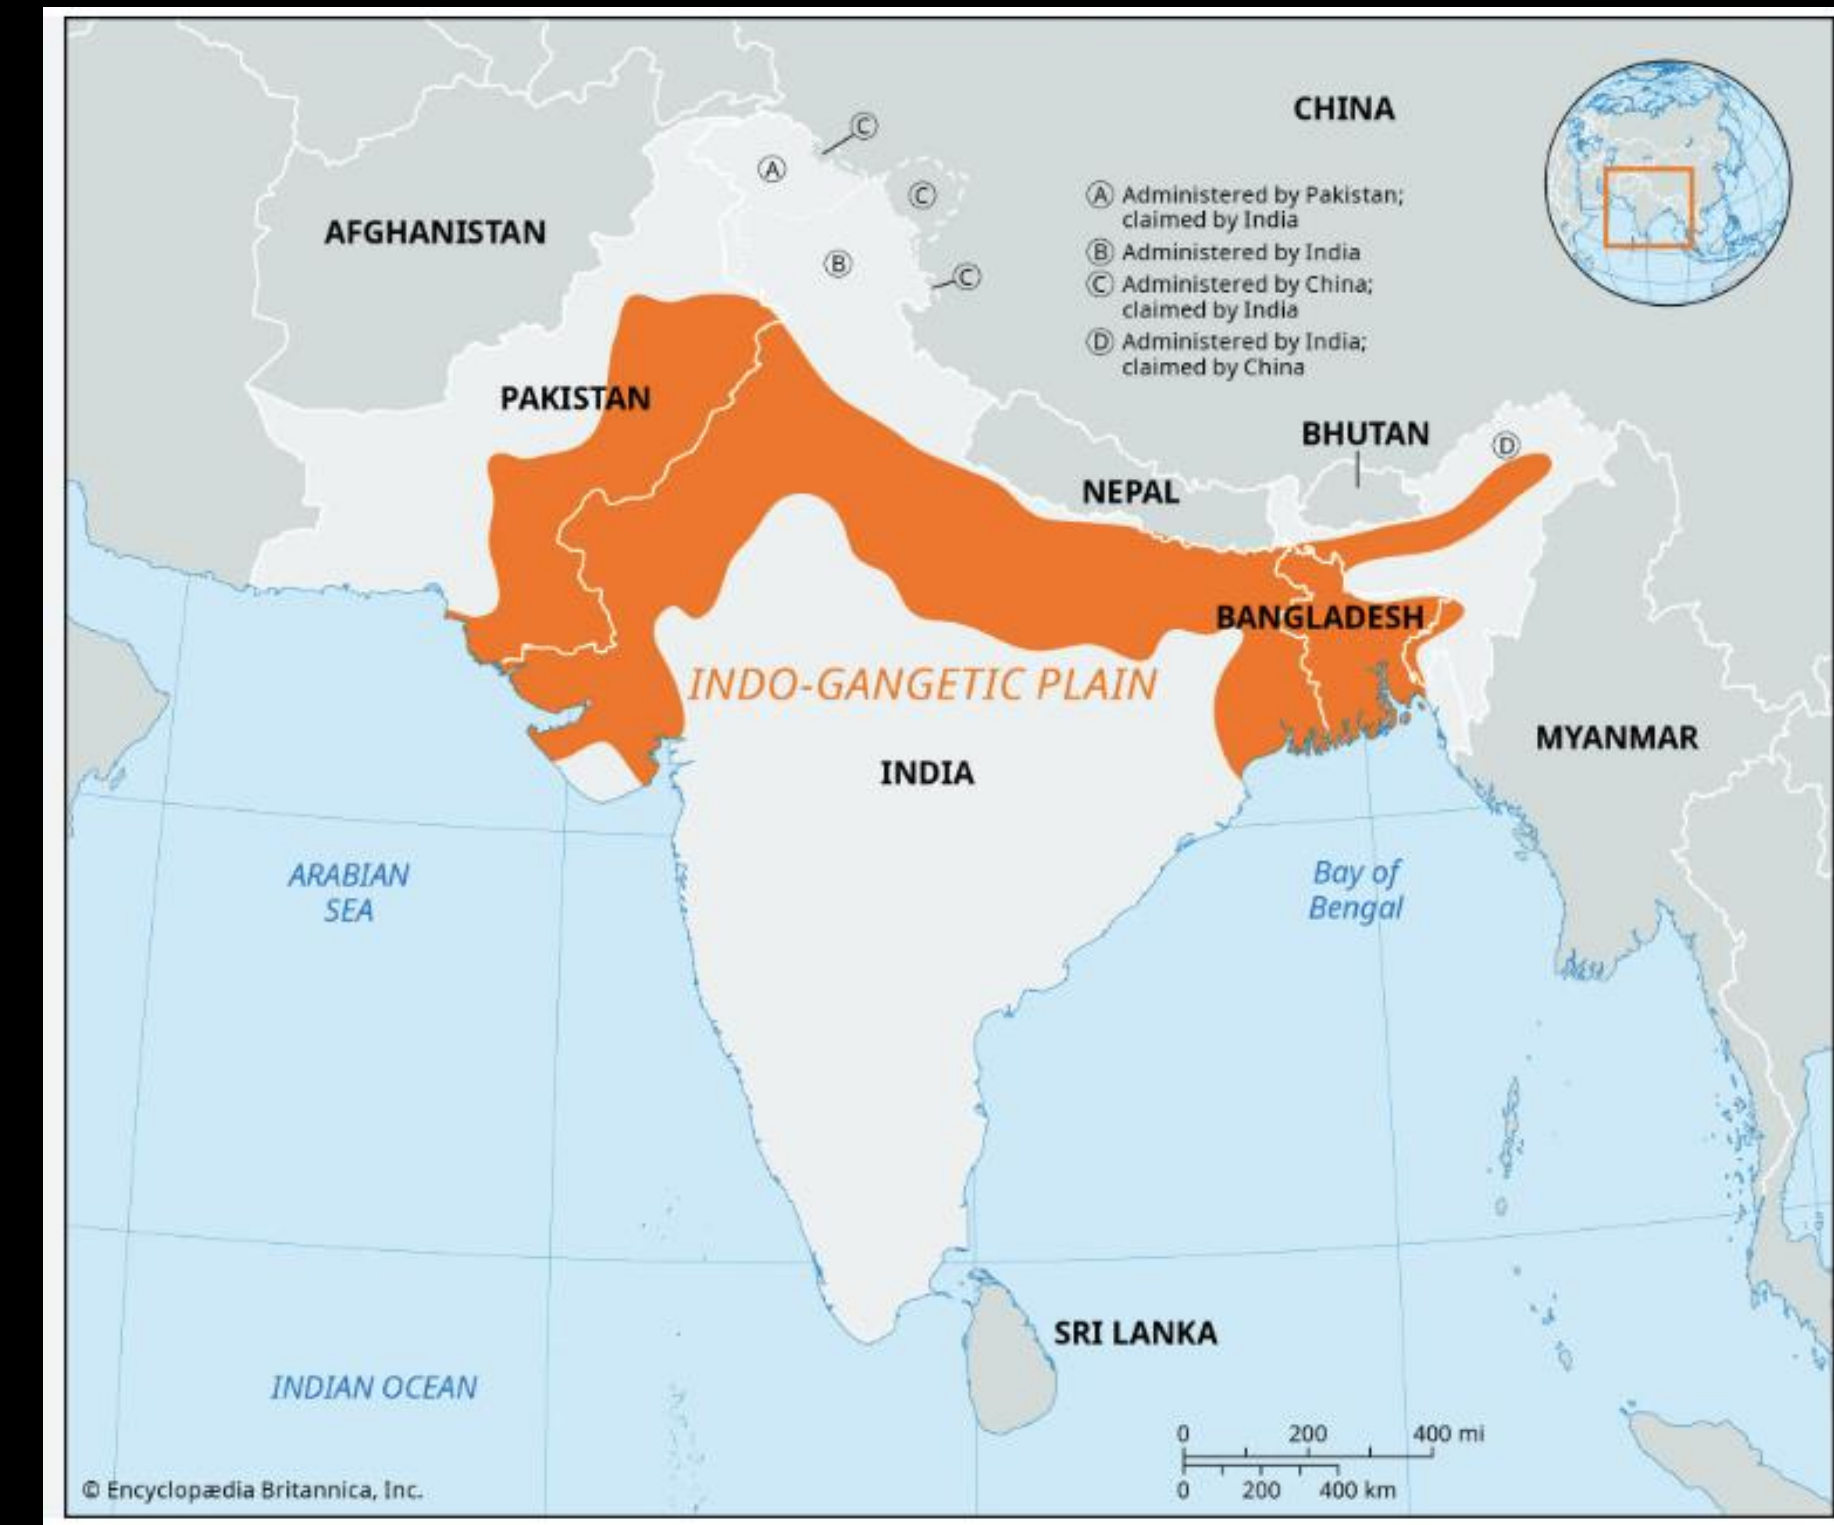 CHINA
Ⓒ
Ⓐ
Ⓒ
Ⓐ Administered by Pakistan;
claimed by India
AFGHANISTAN
Ⓑ Administered by India
Ⓑ
Ⓒ
Ⓒ Administered by China;
claimed by India
Ⓓ Administered by India;
claimed by China
PAKISTAN
BHUTAN
Ⓓ
NEPAL
BANGLADESH
INDO-GANGETIC PLAIN
MYANMAR
INDIA
ARABIAN
SEA
Bay of
Bengal
SRI LANKA
INDIAN OCEAN
0 200 400 mi
0 200 400 km
© Encyclopædia Britannica, Inc.